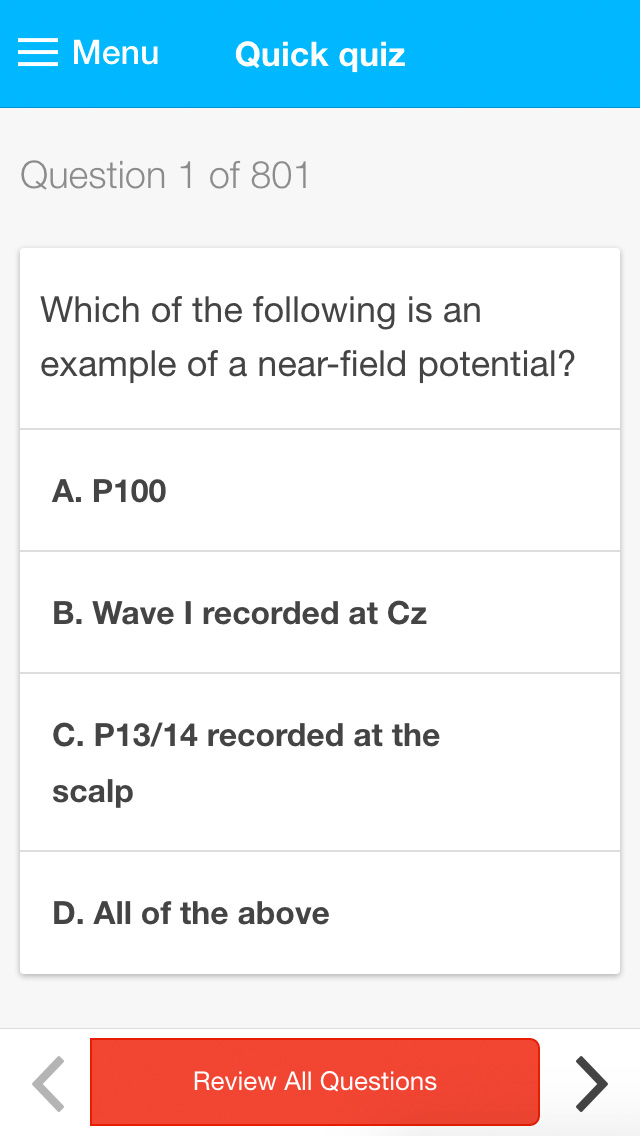 Menu
Quick quiz
Question 1 of 801
Which of the following is an
example of a near-field potential?
A. P100
B. Wave I recorded at Cz
C. P13/14 recorded at the
scalp
D. All of the above
Review All Questions